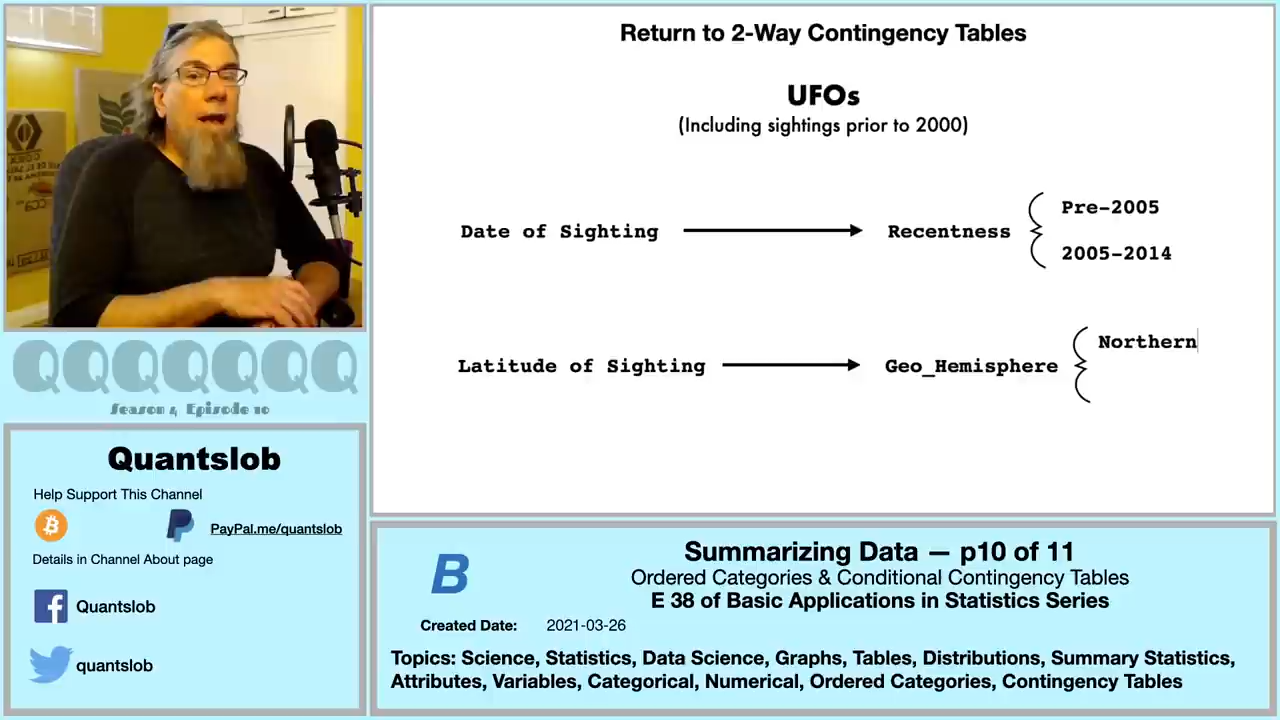 Return to 2-Way Contingency Tables
UFOs
(Including sightings prior to 2000)
Date of Sighting
Recentness
Pre-2005
2005-2014
Latitude of Sighting
Geo_Hemisphere
Northern
QQQQQQQ
Season 4 Episode 10
Quantslob
Help Support This Channel
PayPal.me/quantslob
Details in Channel About page
Quantslob
quantslob
B
Summarizing Data — p10 of 11
Ordered Categories & Conditional Contingency Tables
E 38 of Basic Applications in Statistics Series
Created Date: 2021-03-26
Topics: Science, Statistics, Data Science, Graphs, Tables, Distributions, Summary Statistics,
Attributes, Variables, Categorical, Numerical, Ordered Categories, Contingency Tables